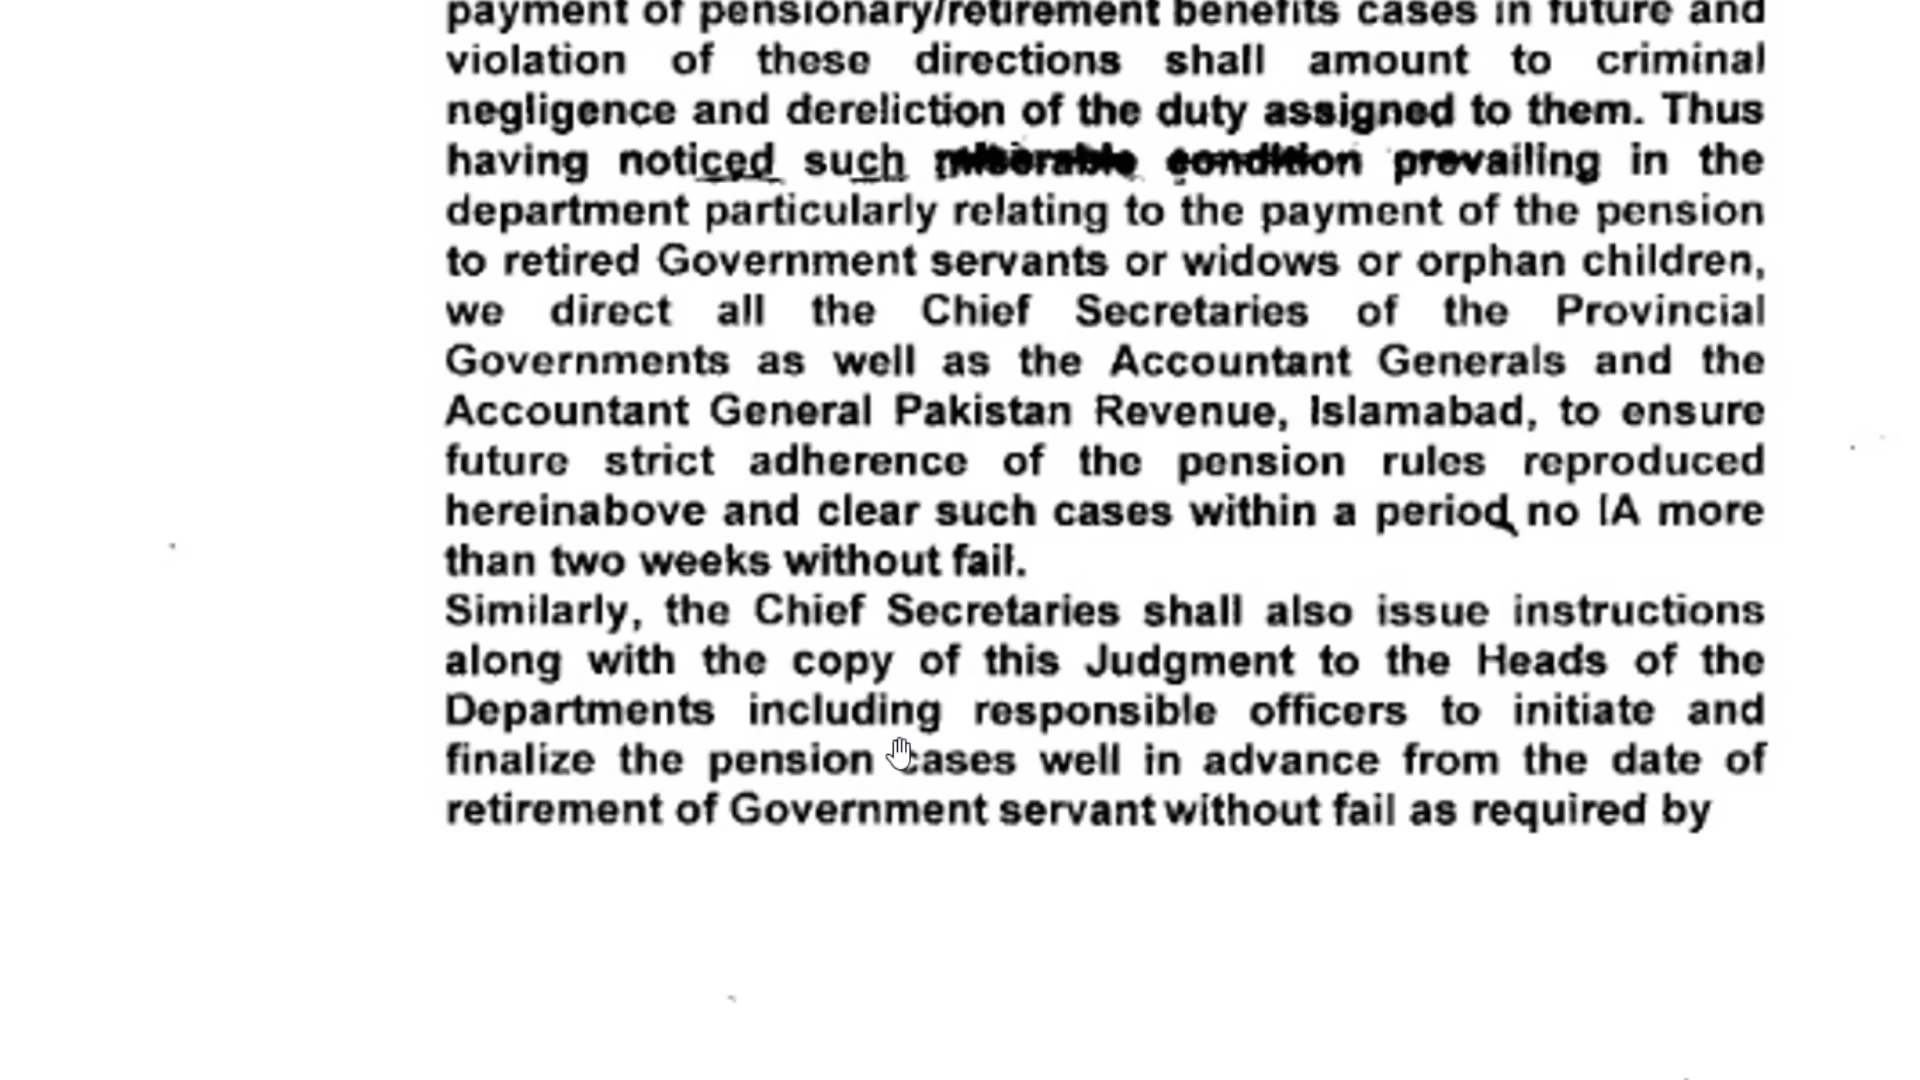 payment of pensionary/retirement benefits cases in future and
violation of these directions shall amount to criminal
negligence and dereliction of the duty assigned to them. Thus
having noticed such miserable condition prevailing in the
department particularly relating to the payment of the pension
to retired Government servants or widows or orphan children,
we direct all the Chief Secretaries of the Provincial
Governments as well as the Accountant Generals and the
Accountant General Pakistan Revenue, Islamabad, to ensure
future strict adherence of the pension rules reproduced
hereinabove and clear such cases within a period no IA more
than two weeks without fail.
Similarly, the Chief Secretaries shall also issue instructions
along with the copy of this Judgment to the Heads of the
Departments including responsible officers to initiate and
finalize the pension cases well in advance from the date of
retirement of Government servant without fail as required by